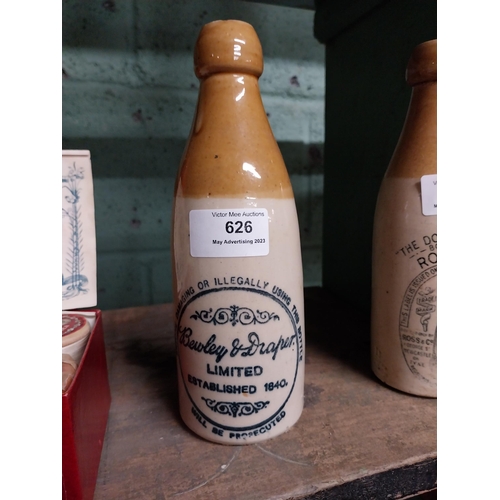 Victor Mee Auctions
626
May Advertising 2023
ING OR ILLEGALLY USING THIS BOTTLE
Bewley & Draper
LIMITED
ESTABLISHED 1840.
WILL BE PROSECUTED
"THE DO
RO